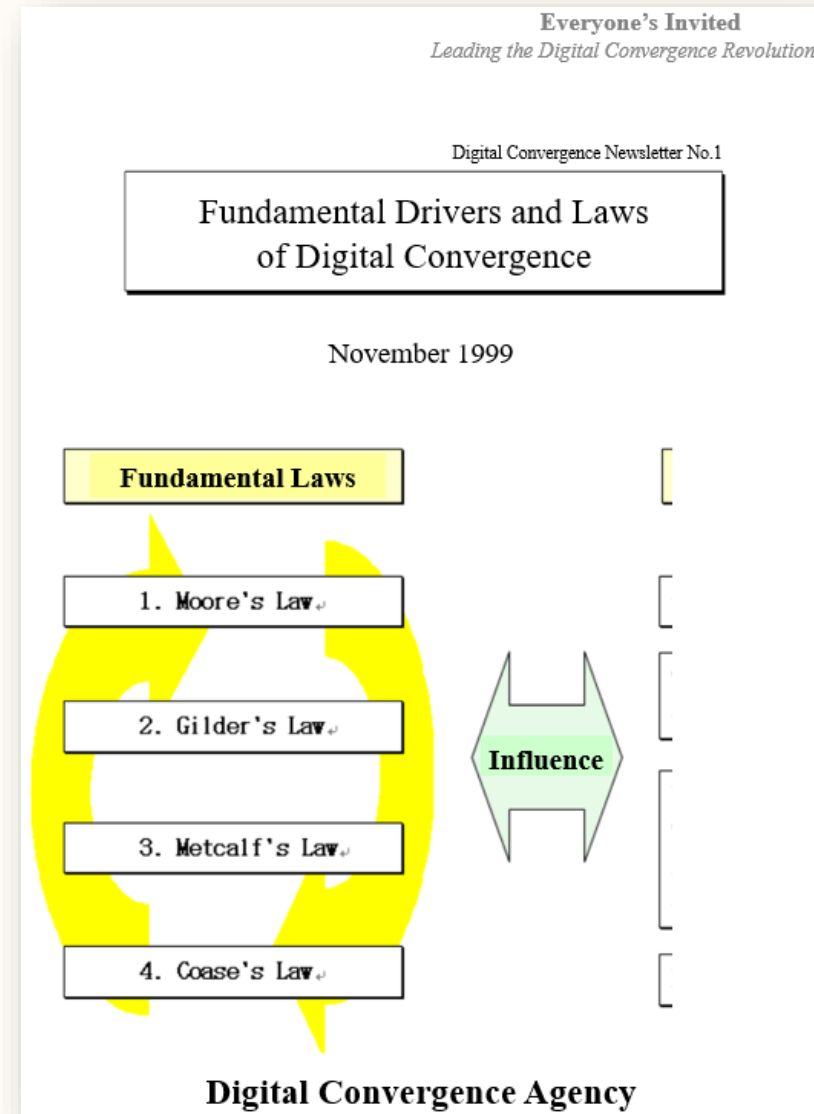 Everyone's Invited
Leading the Digital Convergence Revolution
Digital Convergence Newsletter No.1
Fundamental Drivers and Laws
of Digital Convergence
November 1999
Fundamental Laws
1. Moore's Law
2. Gilder's Law
Influence
3. Metcalf's Law
4. Coase's Law
Digital Convergence Agency